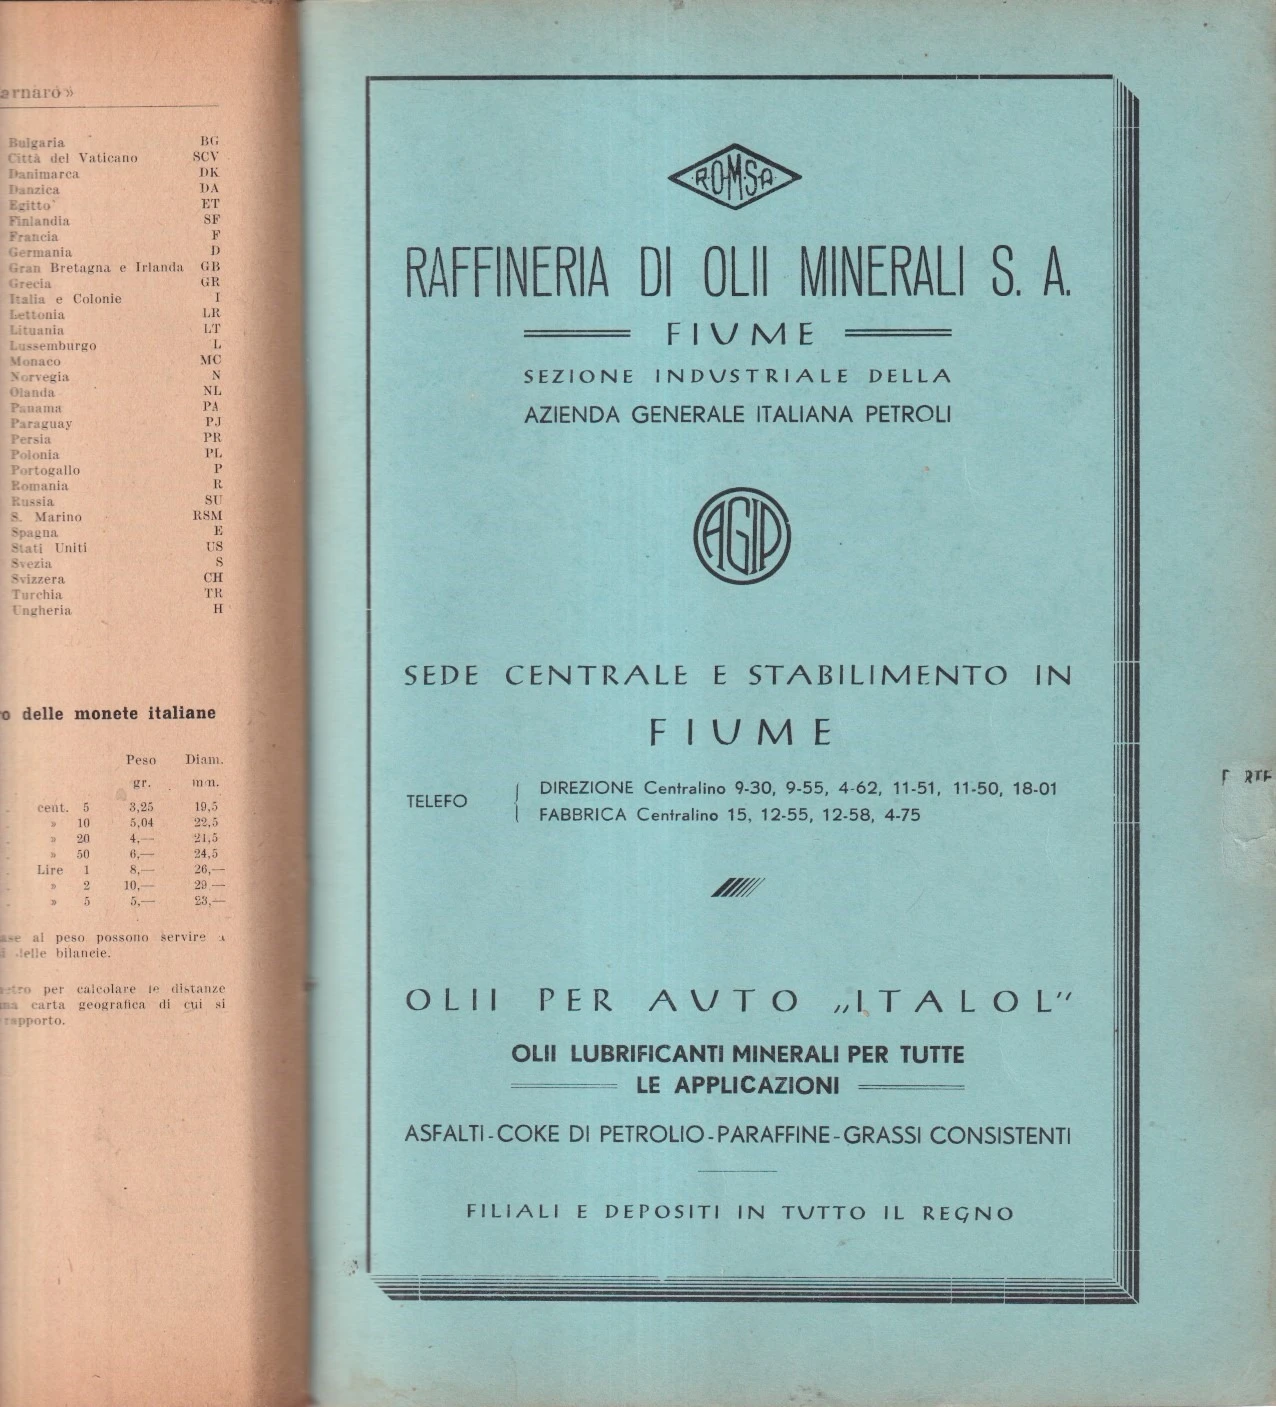 arnaro»
Bulgaria BG
Città del Vaticano SCV
Danimarca DK
Danzica DA
Egitto ET
Finlandia SF
Francia F
Germania D
Gran Bretagna e Irlanda GB
Grecia GR
Italia e Colonie I
Lettonia LR
Lituania LT
Lussemburgo L
Monaco MC
Norvegia N
Olanda NL
Panama PA
Paraguay PJ
Persia PR
Polonia PL
Portogallo P
Romania R
Russia SU
S. Marino RSM
Spagna E
Stati Uniti US
Svezia S
Svizzera CH
Turchia TR
Ungheria H
o delle monete italiane
Peso Diam.
gr. m/m.
cent. 5 3,25 19,5
» 10 5,04 22,5
» 20 4,— 21,5
» 50 6,— 24,5
Lire 1 8,— 26,—
» 2 10,— 29,—
» 5 5,— 23,—
ase al peso possono servire a
i delle bilancie.
etro per calcolare le distanze
una carta geografica di cui si
rapporto.
R.O.M.S.A.
RAFFINERIA DI OLII MINERALI S. A.
FIUME
SEZIONE INDUSTRIALE DELLA
AZIENDA GENERALE ITALIANA PETROLI
AGIP
SEDE CENTRALE E STABILIMENTO IN
FIUME
TELEFO { DIREZIONE Centralino 9-30, 9-55, 4-62, 11-51, 11-50, 18-01
FABBRICA Centralino 15, 12-55, 12-58, 4-75
OLII PER AUTO „ITALOL”
OLII LUBRIFICANTI MINERALI PER TUTTE
LE APPLICAZIONI
ASFALTI-COKE DI PETROLIO-PARAFFINE-GRASSI CONSISTENTI
FILIALI E DEPOSITI IN TUTTO IL REGNO